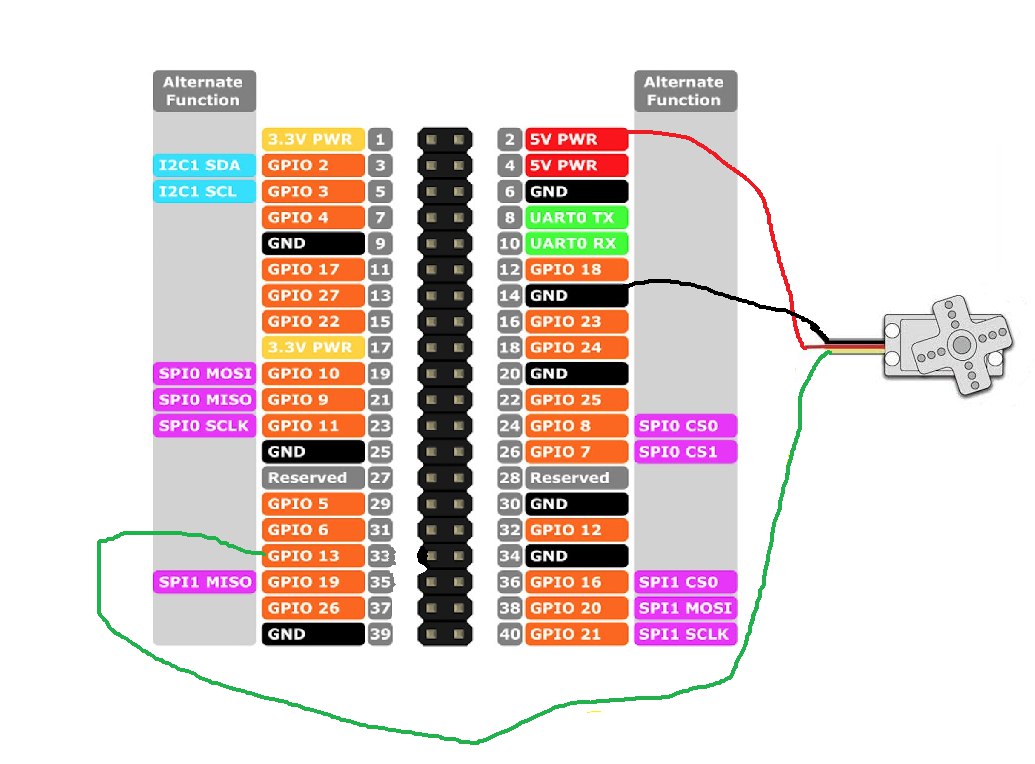 Alternate
Function
Alternate
Function
3.3V PWR 1 2 5V PWR
I2C1 SDA GPIO 2 3 4 5V PWR
I2C1 SCL GPIO 3 5 6 GND
GPIO 4 7 8 UART0 TX
GND 9 10 UART0 RX
GPIO 17 11 12 GPIO 18
GPIO 27 13 14 GND
GPIO 22 15 16 GPIO 23
3.3V PWR 17 18 GPIO 24
SPI0 MOSI GPIO 10 19 20 GND
SPI0 MISO GPIO 9 21 22 GPIO 25
SPI0 SCLK GPIO 11 23 24 GPIO 8 SPI0 CS0
GND 25 26 GPIO 7 SPI0 CS1
Reserved 27 28 Reserved
GPIO 5 29 30 GND
GPIO 6 31 32 GPIO 12
GPIO 13 33 34 GND
SPI1 MISO GPIO 19 35 36 GPIO 16 SPI1 CS0
GPIO 26 37 38 GPIO 20 SPI1 MOSI
GND 39 40 GPIO 21 SPI1 SCLK